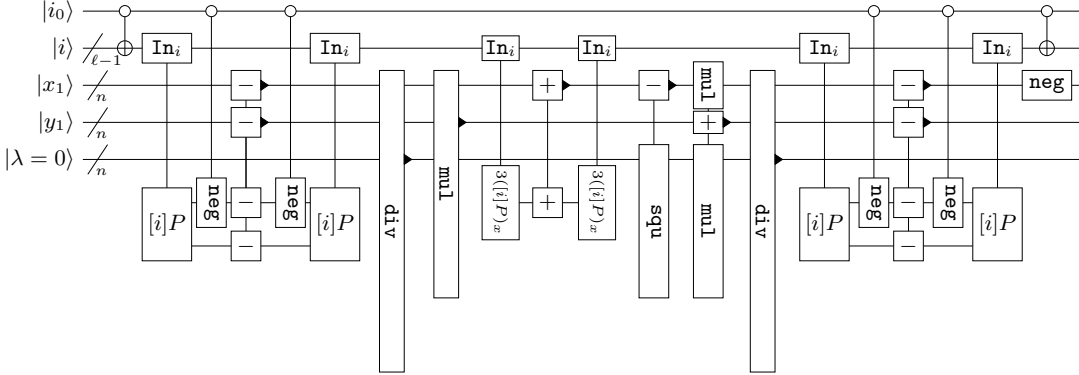 |i₀⟩
|i⟩ ℓ−1 Inᵢ Inᵢ Inᵢ Inᵢ Inᵢ Inᵢ
|x₁⟩ n − + − mul − neg
|y₁⟩ n − + −
|λ = 0⟩ n
[i]P neg − neg [i]P div mul 3([i]P)ₓ + 3([i]P)ₓ squ mul div [i]P neg − neg [i]P
− −